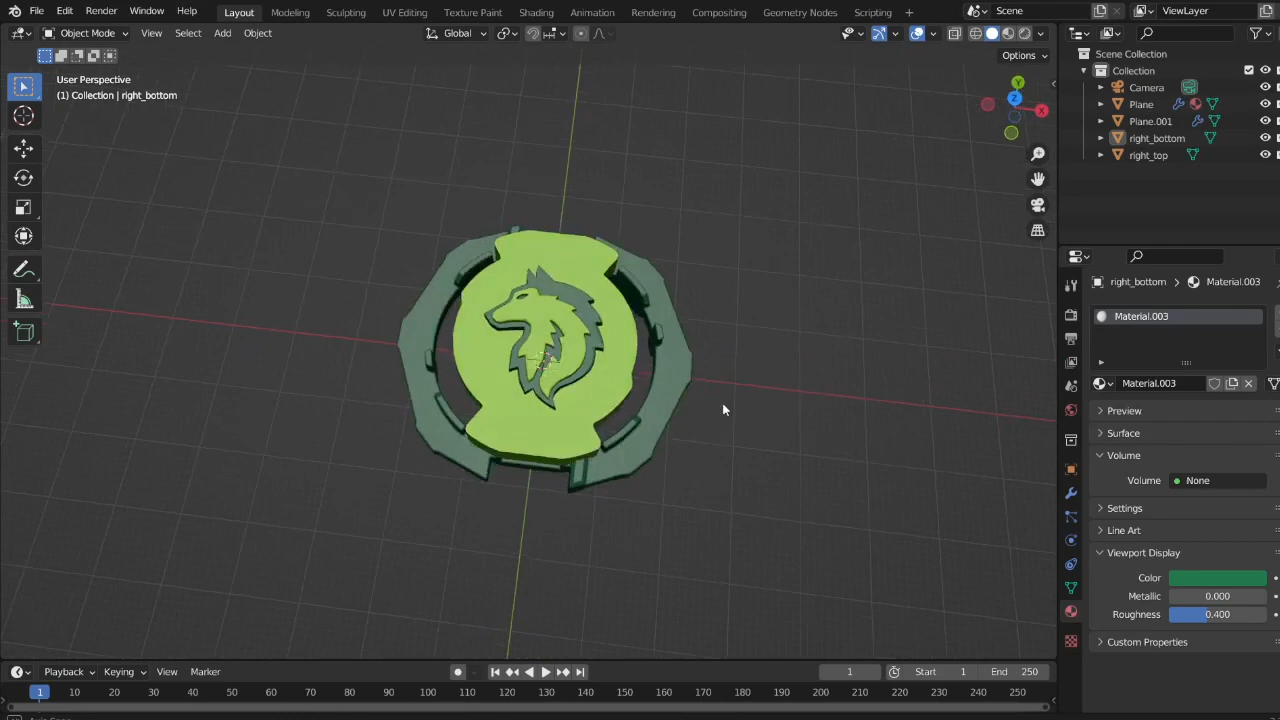 File Edit Render Window Help Layout Modeling Sculpting UV Editing Texture Paint Shading Animation Rendering Compositing Geometry Nodes Scripting + Scene ViewLayer
Object Mode View Select Add Object Global
Options
User Perspective
(1) Collection | right_bottom
Y
Z
X
Scene Collection
Collection
Camera
Plane
Plane.001
right_bottom
right_top
right_bottom > Material.003
Material.003
Material.003
Preview
Surface
Volume
Volume None
Settings
Line Art
Viewport Display
Color
Metallic 0.000
Roughness 0.400
Custom Properties
Playback Keying View Marker 1 Start 1 End 250
1 10 20 30 40 50 60 70 80 90 100 110 120 130 140 150 160 170 180 190 200 210 220 230 240 250